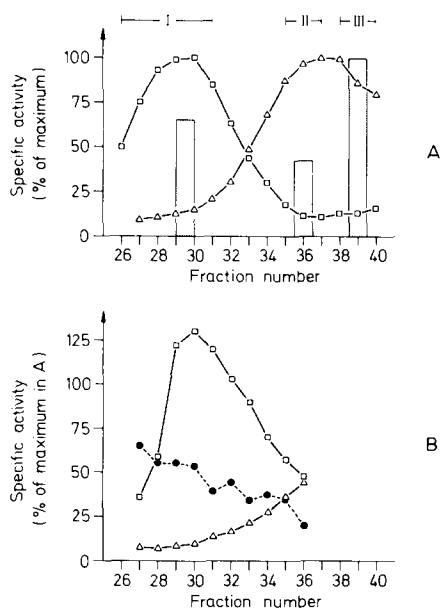 I II III
100
75
50
25
0
Specific activity
(% of maximum)
A
26 28 30 32 34 36 38 40
Fraction number
125
100
75
50
25
0
Specific activity
(% of maximum in A)
B
26 28 30 32 34 36 38 40
Fraction number